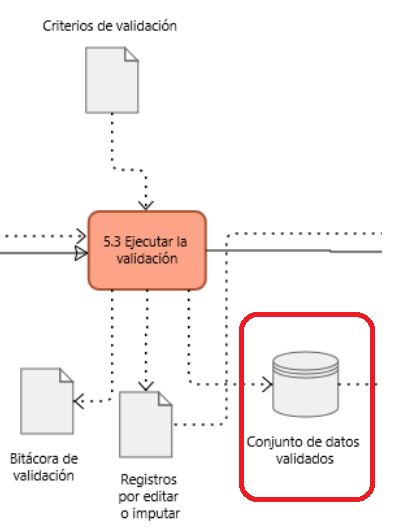 Criterios de validación
5.3 Ejecutar la
validación
Conjunto de datos
validados
Bitácora de
validación
Registros
por editar
o imputar